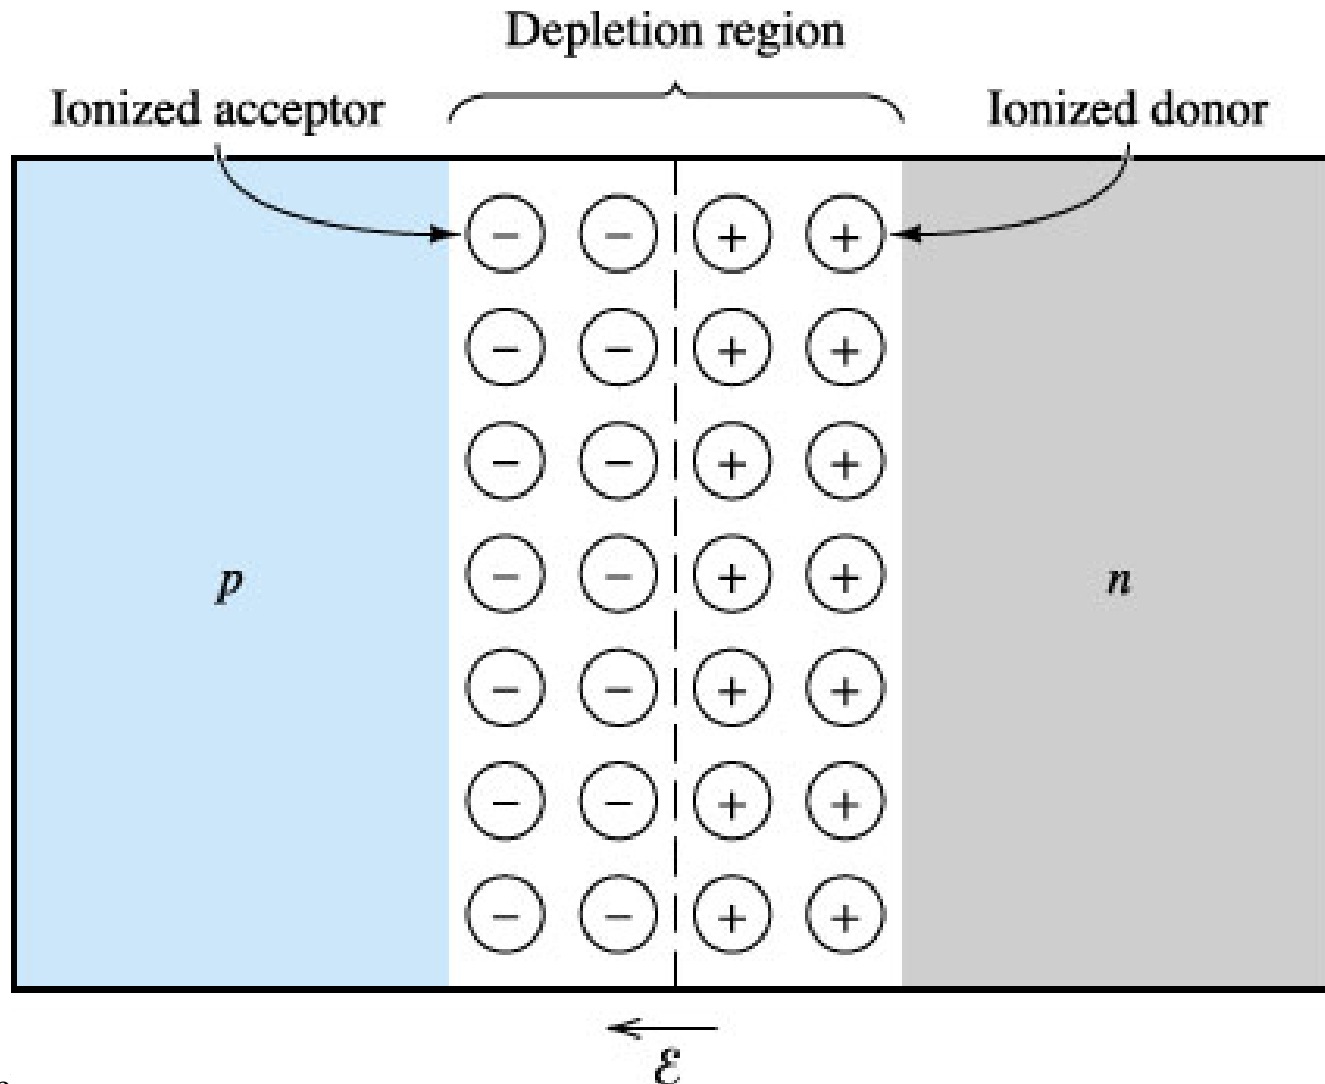 Depletion region
Ionized acceptor Ionized donor
− − + +
− − + +
− − + +
− − + +
p n
− − + +
− − + +
− − + +
ℰ